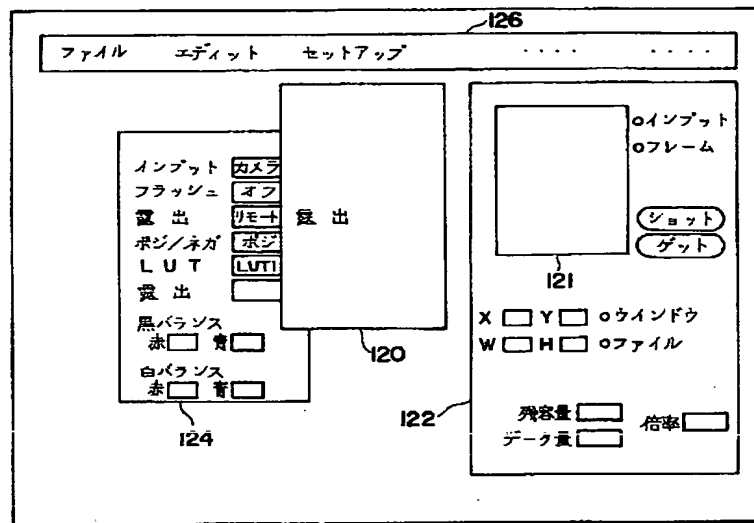 126
ファイル エディット セットアップ ・・・・ ・・・・
インプット カメラ
フラッシュ オフ
露出 リモート 露出
ポジ/ネガ ポジ
LUT LUT1
露出
黒バランス
赤 青
白バランス
赤 青
124
120
インプット
フレーム
ショット
ゲット
121
X Y ウインドウ
W H ファイル
残容量
データ量 倍率
122